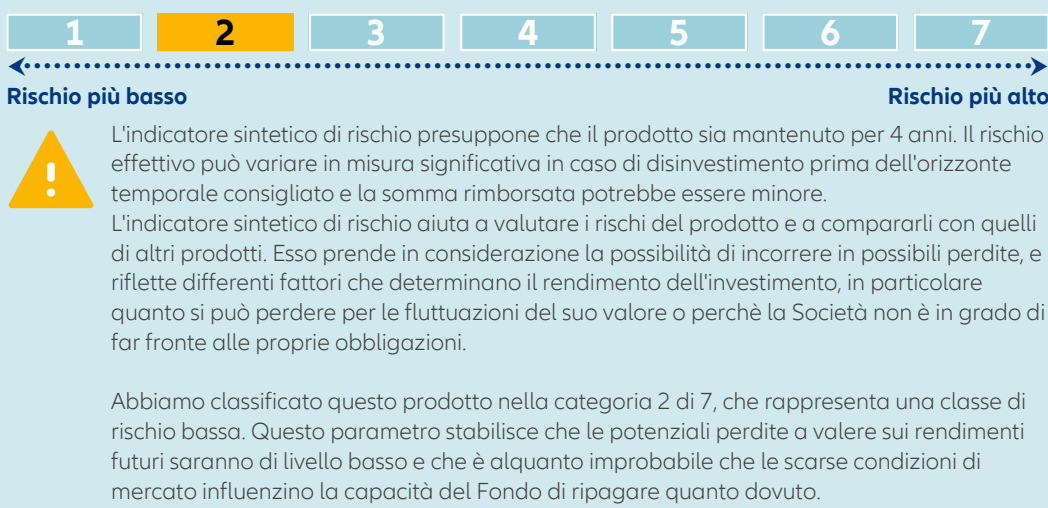 1 2 3 4 5 6 7
Rischio più basso Rischio più alto
L'indicatore sintetico di rischio presuppone che il prodotto sia mantenuto per 4 anni. Il rischio
effettivo può variare in misura significativa in caso di disinvestimento prima dell'orizzonte
temporale consigliato e la somma rimborsata potrebbe essere minore.
L'indicatore sintetico di rischio aiuta a valutare i rischi del prodotto e a compararli con quelli
di altri prodotti. Esso prende in considerazione la possibilità di incorrere in possibili perdite, e
riflette differenti fattori che determinano il rendimento dell'investimento, in particolare
quanto si può perdere per le fluttuazioni del suo valore o perchè la Società non è in grado di
far fronte alle proprie obbligazioni.
Abbiamo classificato questo prodotto nella categoria 2 di 7, che rappresenta una classe di
rischio bassa. Questo parametro stabilisce che le potenziali perdite a valere sui rendimenti
futuri saranno di livello basso e che è alquanto improbabile che le scarse condizioni di
mercato influenzino la capacità del Fondo di ripagare quanto dovuto.